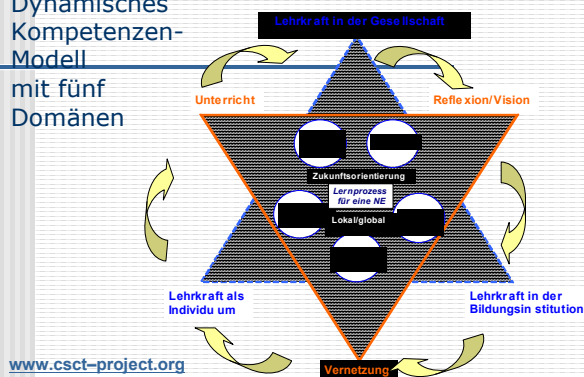 Dynamisches
Kompetenzen-
Modell
mit fünf
Domänen
Lehrkraft in der Gesellschaft
Unterricht
Reflexion/Vision
Zukunftsorientierung
Lernprozess
für eine NE
Lokal/global
Lehrkraft als
Individu um
Lehrkraft in der
Bildungsin stitution
Vernetzung
www.csct-project.org